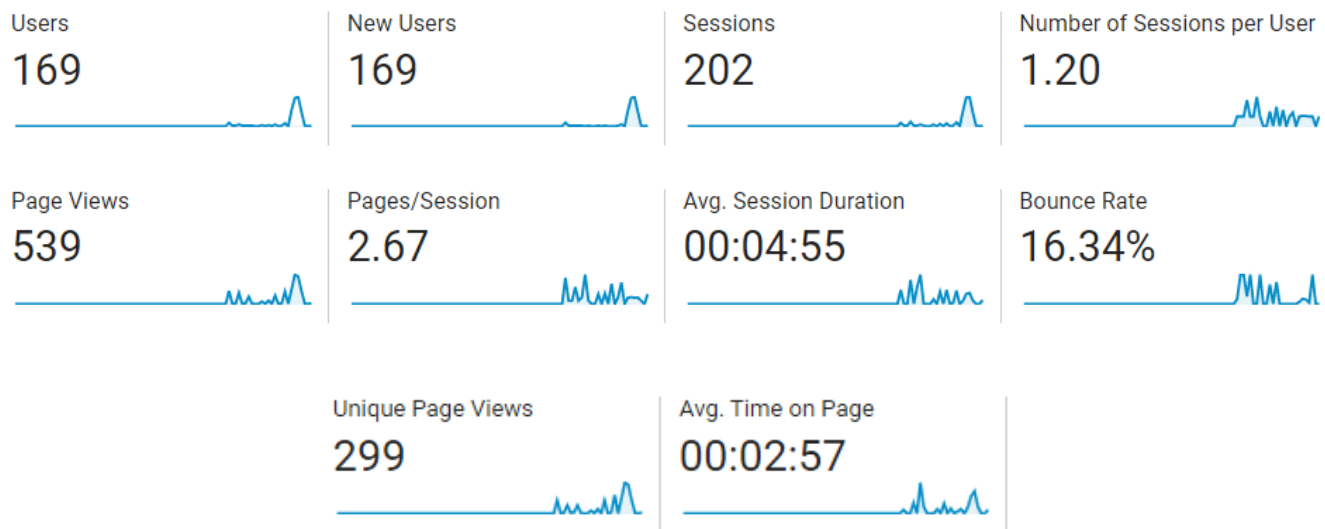 Users
169
New Users
169
Sessions
202
Number of Sessions per User
1.20
Page Views
539
Pages/Session
2.67
Avg. Session Duration
00:04:55
Bounce Rate
16.34%
Unique Page Views
299
Avg. Time on Page
00:02:57